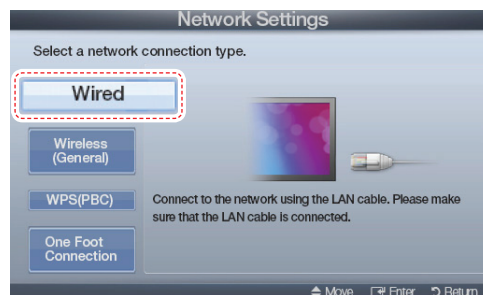 Network Settings
Select a network connection type.
Wired
Wireless
(General)
WPS(PBC)
One Foot
Connection
Connect to the network using the LAN cable. Please make
sure that the LAN cable is connected.
Move Enter Return